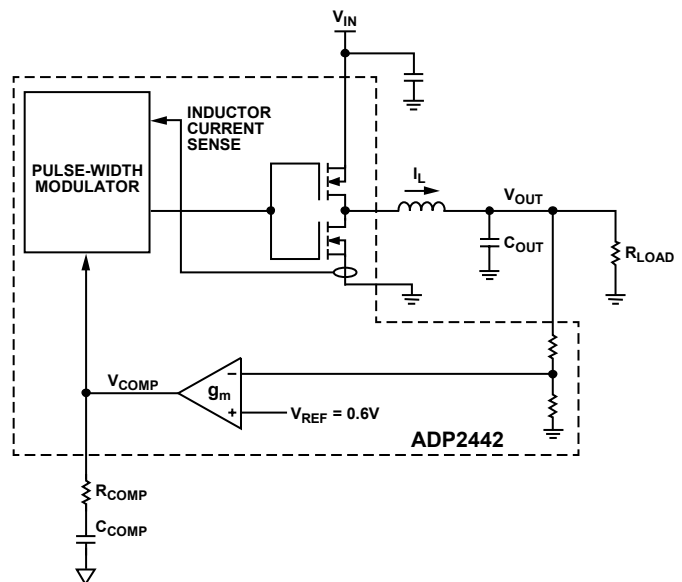 VIN
PULSE-WIDTH
MODULATOR
INDUCTOR
CURRENT
SENSE
IL
VOUT
COUT
RLOAD
VCOMP
gm
−
+
VREF = 0.6V
ADP2442
RCOMP
CCOMP